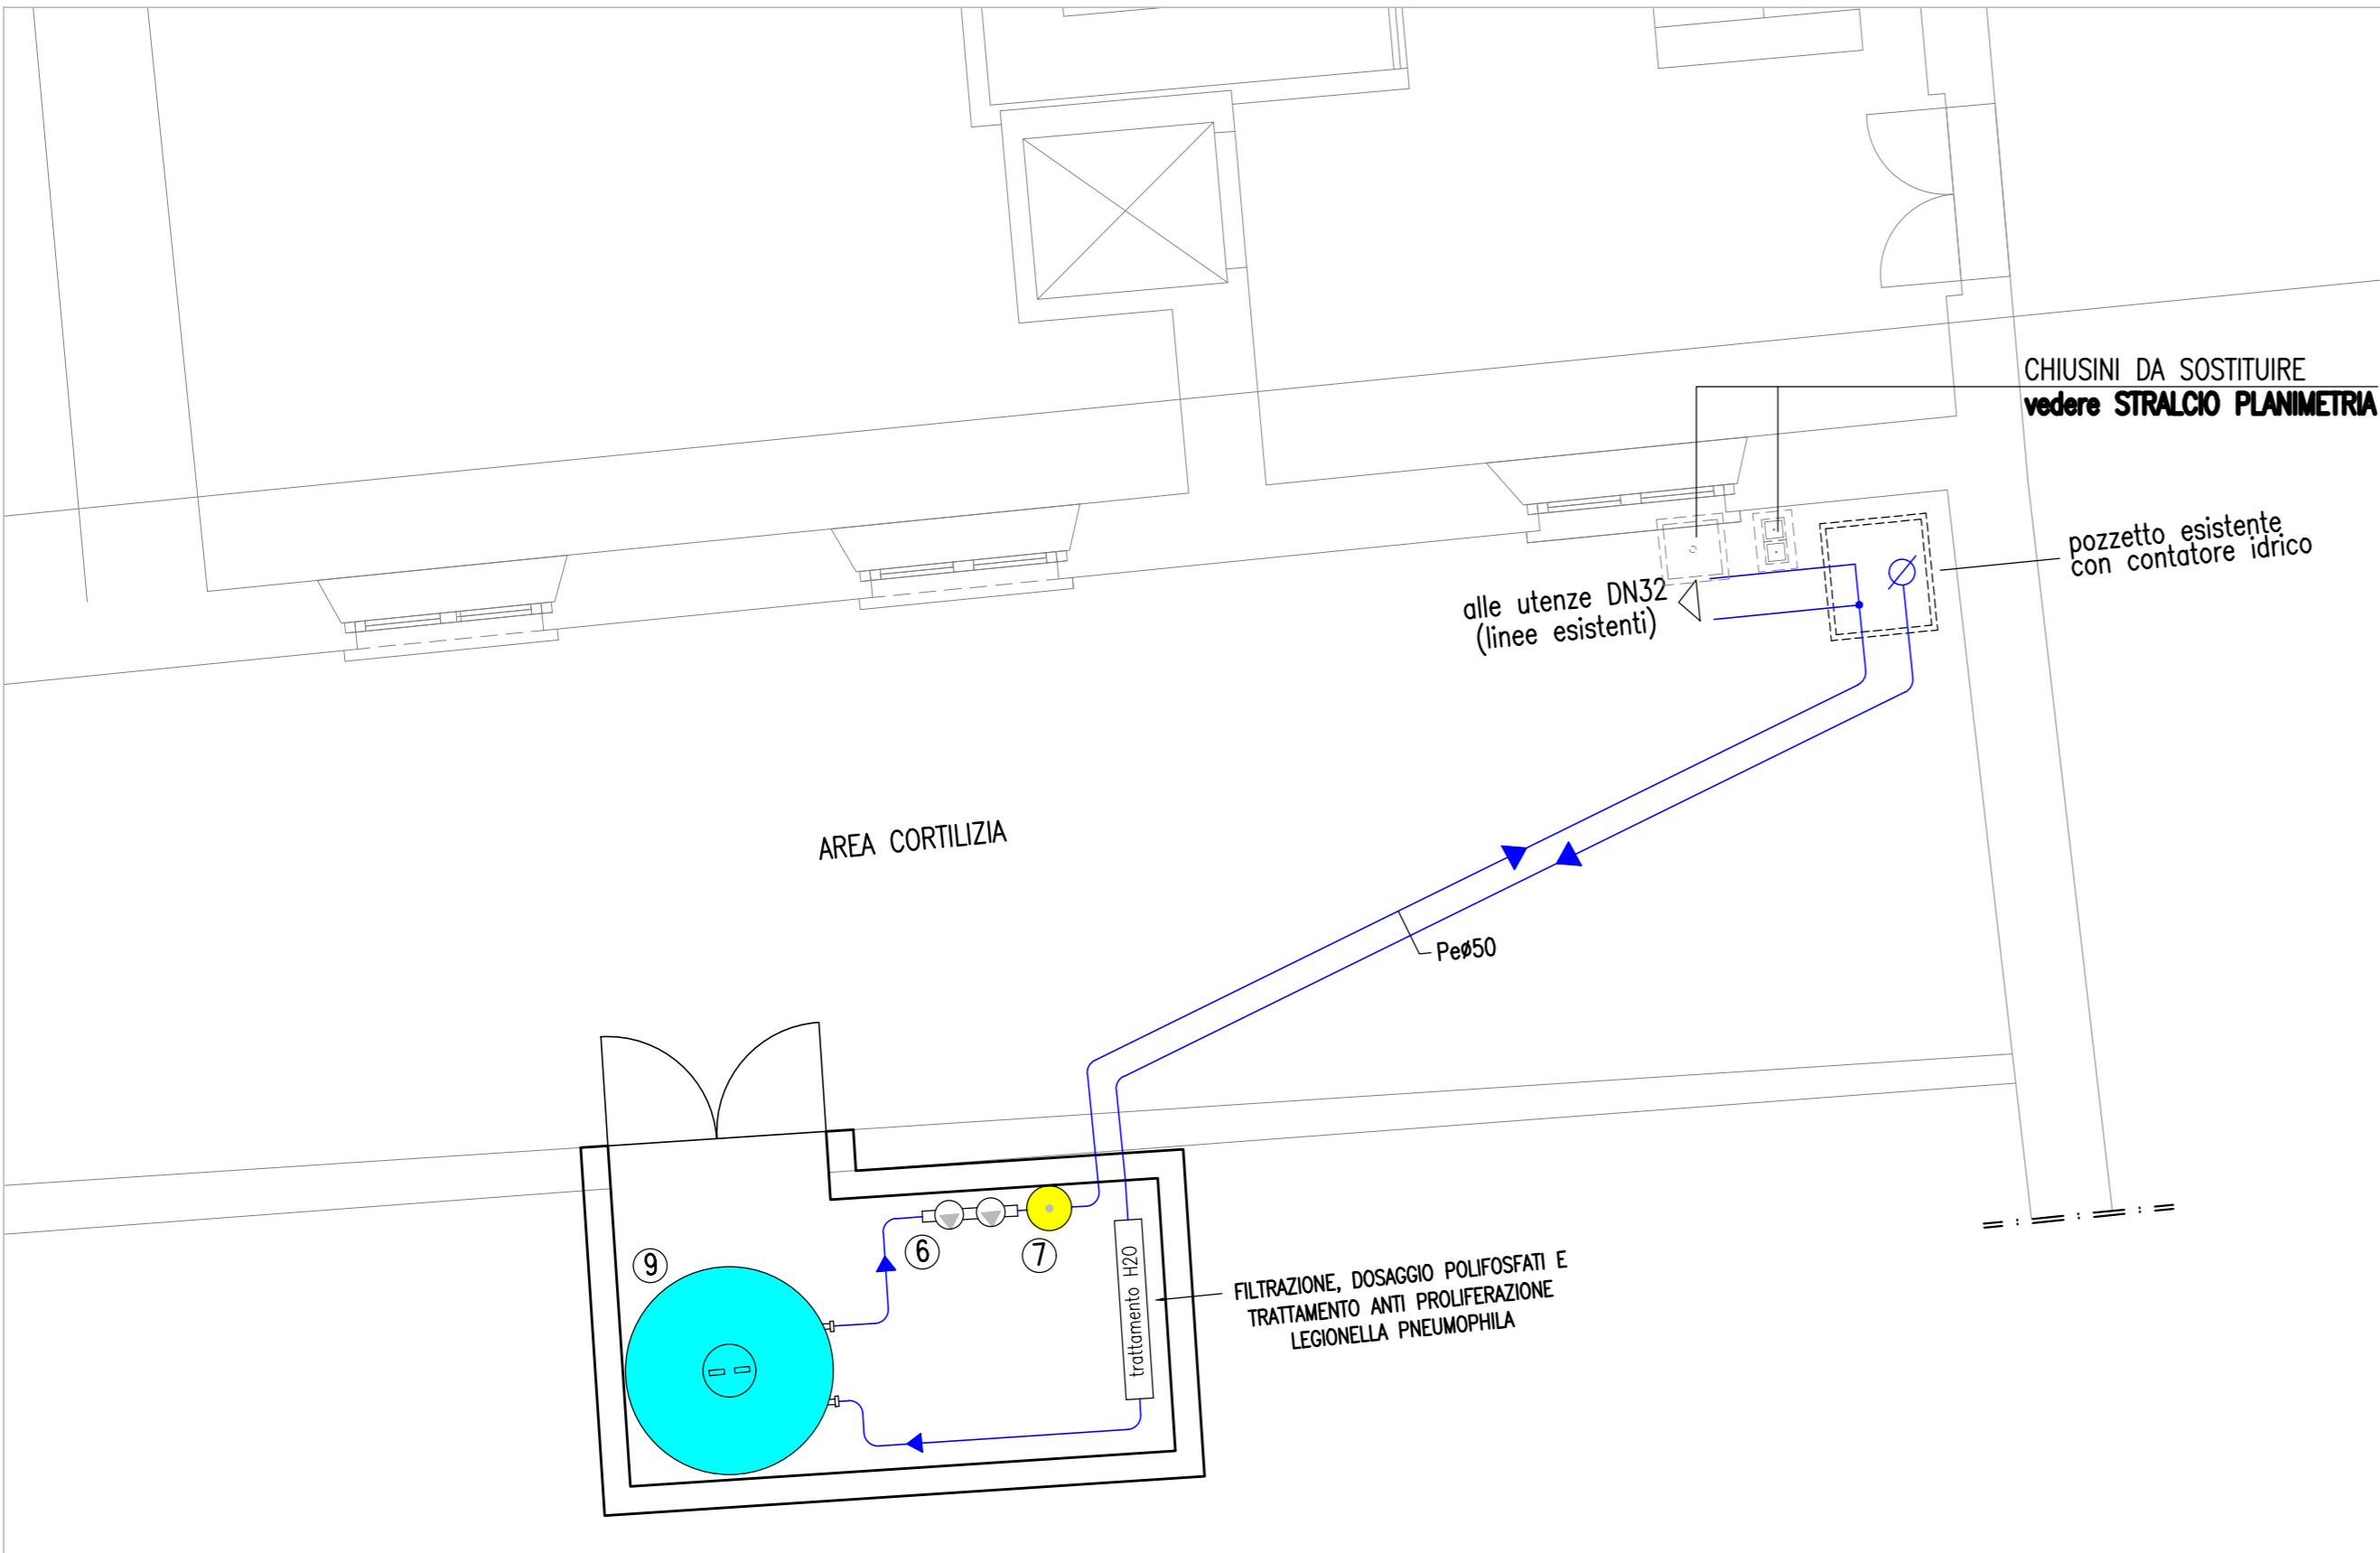 CHIUSINI DA SOSTITUIRE
vedere STRALCIO PLANIMETRIA
pozzetto esistente
con contatore idrico
alle utenze DN32
(linee esistenti)
AREA CORTILIZIA
Peø50
6
7
9
trattamento H20
FILTRAZIONE, DOSAGGIO POLIFOSFATI E
TRATTAMENTO ANTI PROLIFERAZIONE
LEGIONELLA PNEUMOPHILA